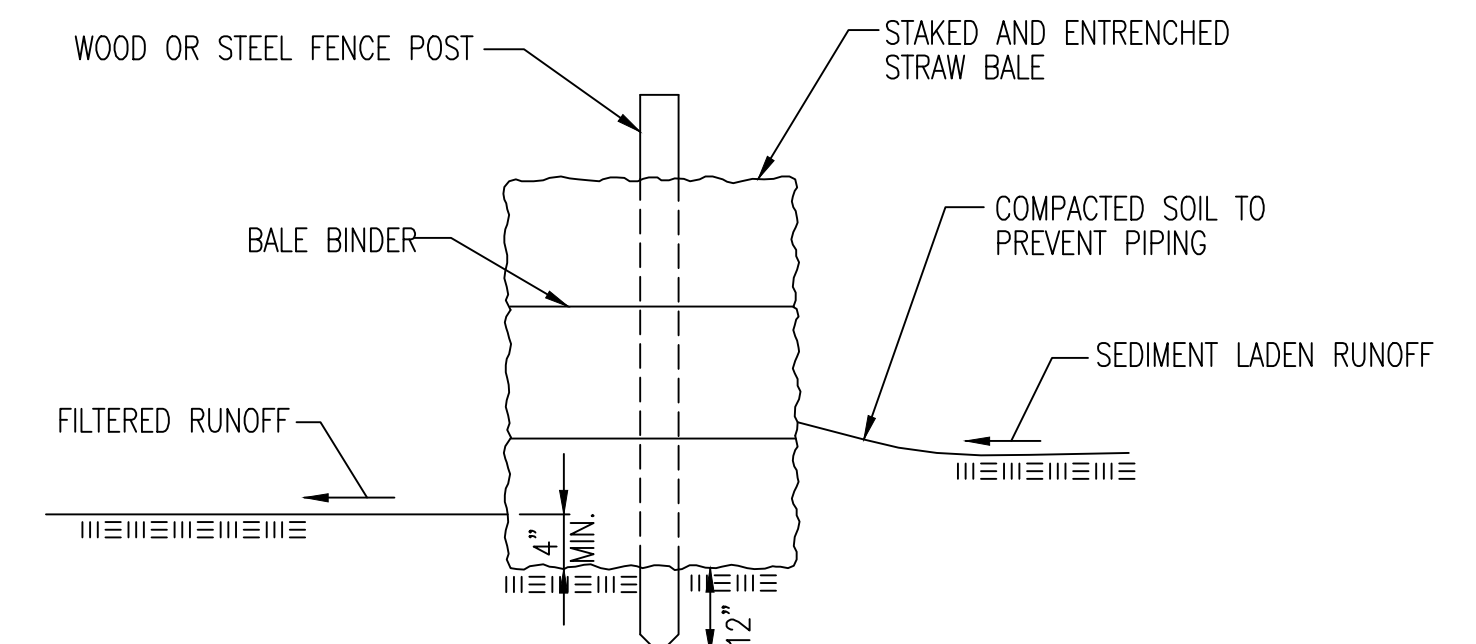 WOOD OR STEEL FENCE POST
STAKED AND ENTRENCHED
STRAW BALE
BALE BINDER
COMPACTED SOIL TO
PREVENT PIPING
SEDIMENT LADEN RUNOFF
FILTERED RUNOFF
4"
MIN.
12"